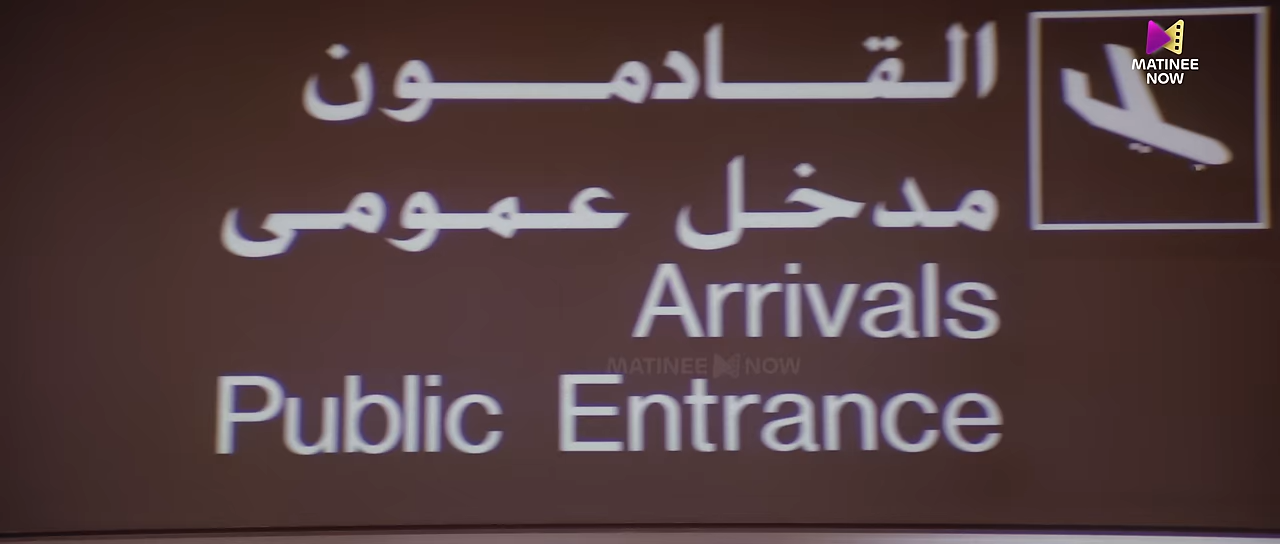 القادمون
مدخل عمومى
Arrivals
Public Entrance
MATINEE
NOW
MATINEE NOW